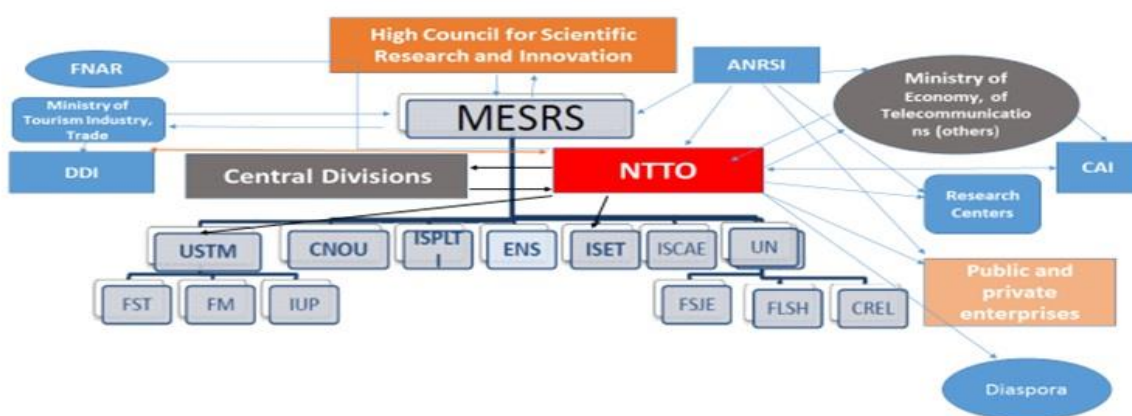 High Council for Scientific
Research and Innovation
FNAR
ANRSI
Ministry of
Economy, of
Telecommunicatio
ns (others)
Ministry of
Tourism Industry,
Trade
MESRS
DDI
Central Divisions
NTTO
CAI
Research
Centers
USTM
CNOU
ISPLT
I
ENS
ISET
ISCAE
UN
FST
FM
IUP
FSJE
FLSH
CREL
Public and
private
enterprises
Diaspora